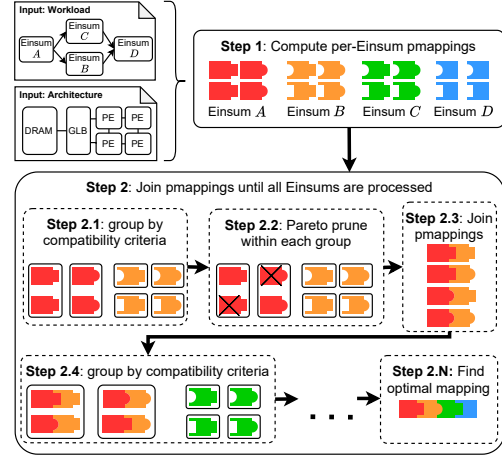 Input: Workload
Einsum
A
Einsum
C
Einsum
B
Einsum
D
Input: Architecture
DRAM
GLB
PE
PE
PE
PE
Step 1: Compute per-Einsum pmappings
Einsum A
Einsum B
Einsum C
Einsum D
Step 2: Join pmappings until all Einsums are processed
Step 2.1: group by
compatibility criteria
Step 2.2: Pareto prune
within each group
Step 2.3: Join
pmappings
Step 2.4: group by compatibility criteria
. . .
Step 2.N: Find
optimal mapping